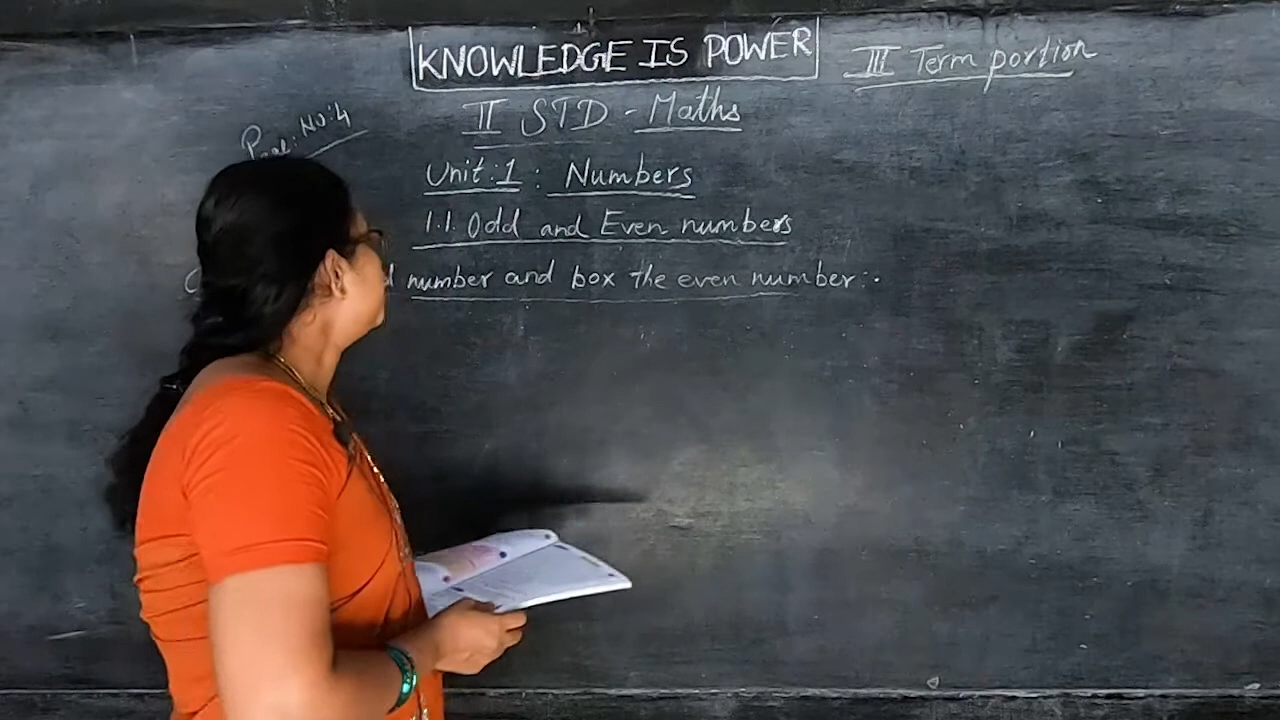 KNOWLEDGE IS POWER
III Term portion
II STD - Maths
No:4
Unit:1 : Numbers
1.1. Odd and Even numbers
number and box the even number:-